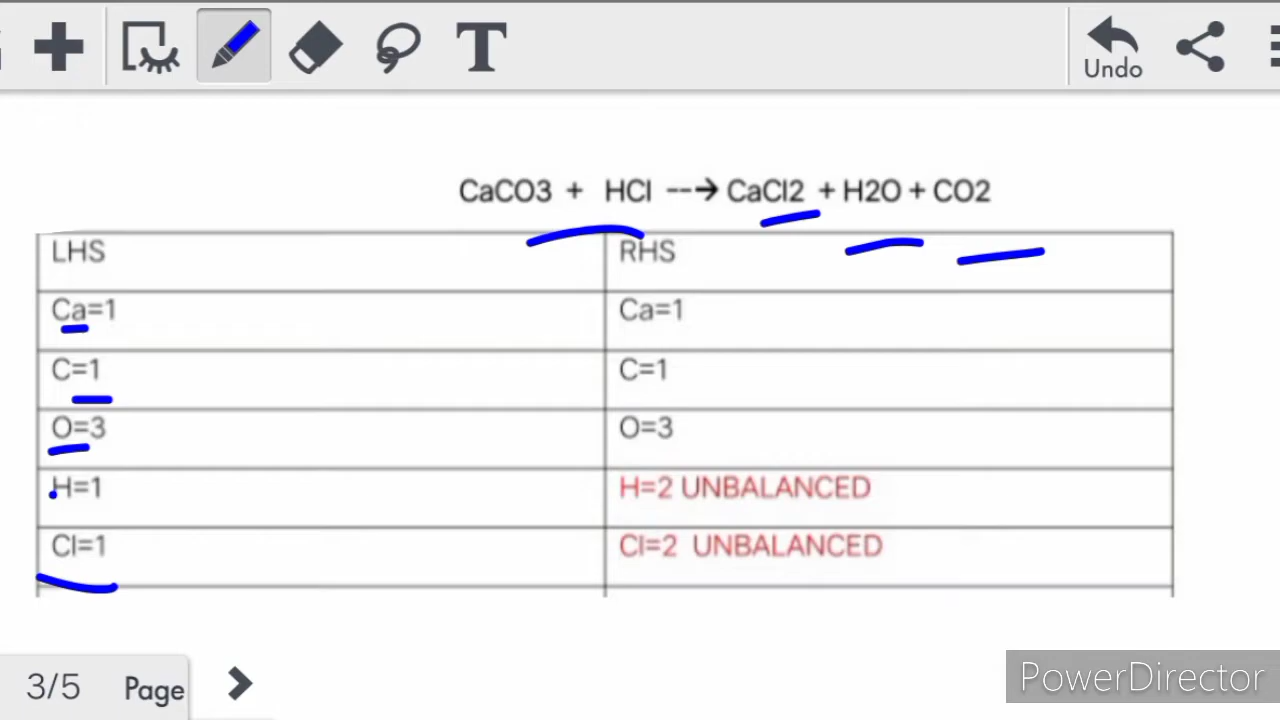 Undo
CaCO3 + HCl --→ CaCl2 + H2O + CO2
LHS RHS
Ca=1 Ca=1
C=1 C=1
O=3 O=3
H=1 H=2 UNBALANCED
Cl=1 Cl=2 UNBALANCED
3/5 Page
PowerDirector